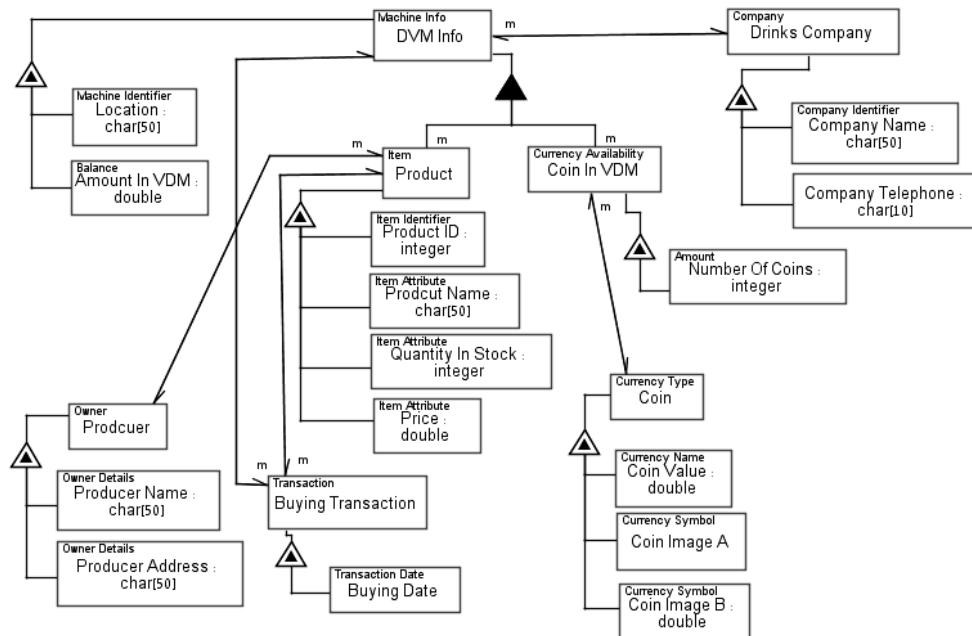 Machine Info
DVM Info
m
Company
Drinks Company
Machine Identifier
Location :
char[50]
Balance
Amount In VDM :
double
Company Identifier
Company Name :
char[50]
Company Telephone :
char[10]
m
m
Item
Product
m
m
Currency Availability
Coin In VDM
m
Item Identifier
Product ID :
integer
Item Attribute
Prodcut Name :
char[50]
Item Attribute
Quantity In Stock :
integer
Item Attribute
Price :
double
Amount
Number Of Coins :
integer
Owner
Prodcuer
Currency Type
Coin
Owner Details
Producer Name :
char[50]
Owner Details
Producer Address :
char[50]
m
m
Transaction
Buying Transaction
Transaction Date
Buying Date
Currency Name
Coin Value :
double
Currency Symbol
Coin Image A
Currency Symbol
Coin Image B :
double